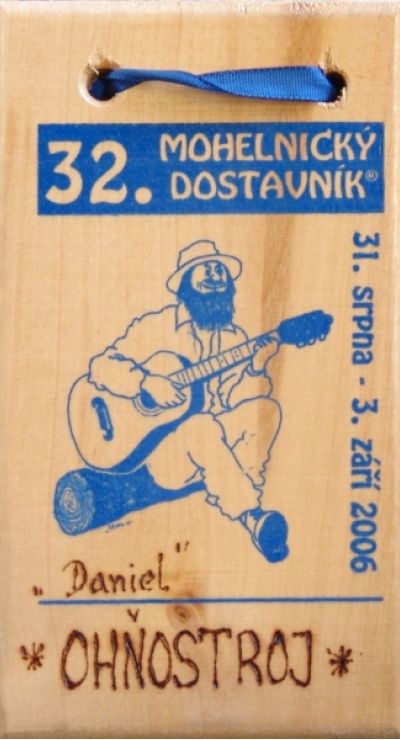 32. MOHELNICKÝ
DOSTAVNÍK®
31. srpna - 3. září 2006
„Daniel"
* OHŇOSTROJ *